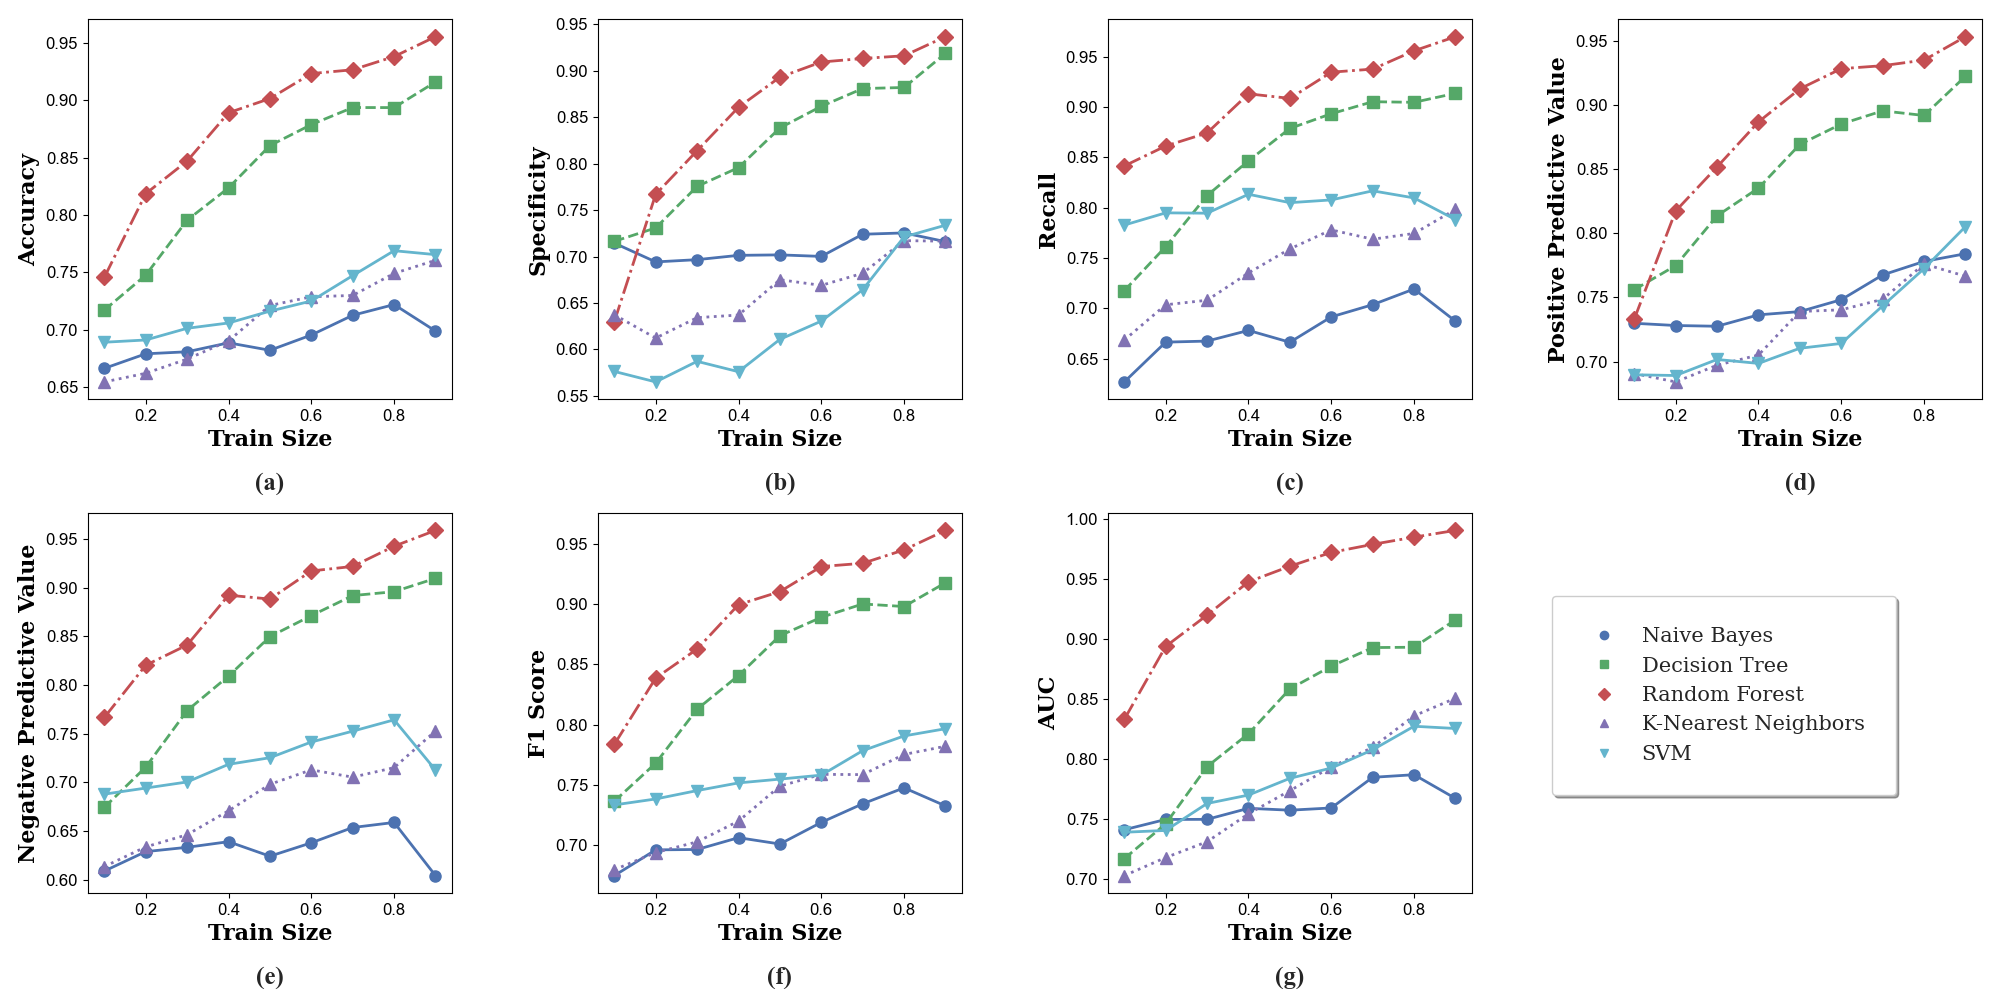 Accuracy
0.95
0.90
0.85
0.80
0.75
0.70
0.65
0.2 0.4 0.6 0.8
Train Size
(a)
Specificity
0.95
0.90
0.85
0.80
0.75
0.70
0.65
0.60
0.55
0.2 0.4 0.6 0.8
Train Size
(b)
Recall
0.95
0.90
0.85
0.80
0.75
0.70
0.65
0.2 0.4 0.6 0.8
Train Size
(c)
Positive Predictive Value
0.95
0.90
0.85
0.80
0.75
0.70
0.2 0.4 0.6 0.8
Train Size
(d)
Negative Predictive Value
0.95
0.90
0.85
0.80
0.75
0.70
0.65
0.60
0.2 0.4 0.6 0.8
Train Size
(e)
F1 Score
0.95
0.90
0.85
0.80
0.75
0.70
0.2 0.4 0.6 0.8
Train Size
(f)
AUC
1.00
0.95
0.90
0.85
0.80
0.75
0.70
0.2 0.4 0.6 0.8
Train Size
(g)
Naive Bayes
Decision Tree
Random Forest
K-Nearest Neighbors
SVM